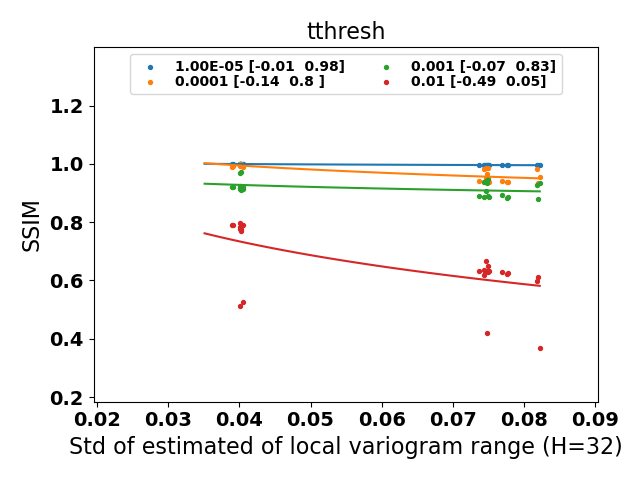 tthresh
1.00E-05 [-0.01  0.98]
0.0001 [-0.14  0.8 ]
0.001 [-0.07  0.83]
0.01 [-0.49  0.05]
SSIM
1.2
1.0
0.8
0.6
0.4
0.2
0.02 0.03 0.04 0.05 0.06 0.07 0.08 0.09
Std of estimated of local variogram range (H=32)